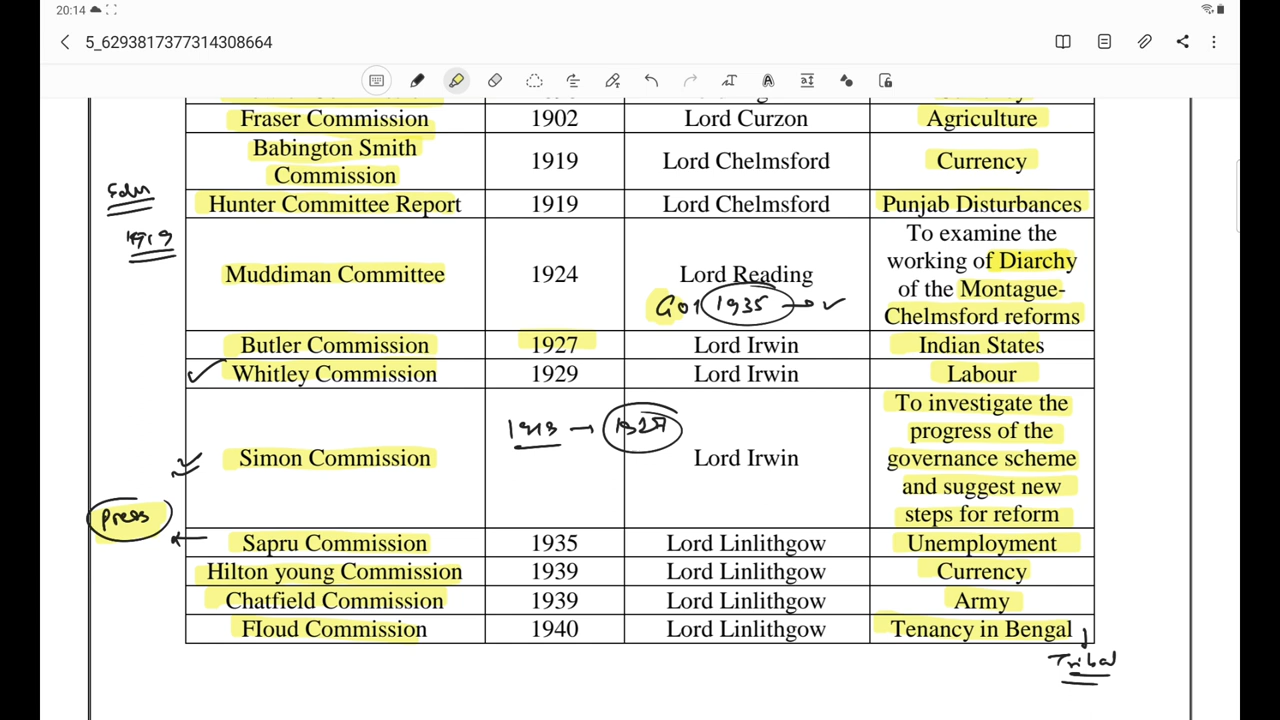 20:14
5_6293817377314308664
Fraser Commission 1902 Lord Curzon Agriculture
Babington Smith Commission 1919 Lord Chelmsford Currency
Hunter Committee Report 1919 Lord Chelmsford Punjab Disturbances
1919
Muddiman Committee 1924 Lord Reading To examine the
working of Diarchy
of the Montague-
Chelmsford reforms
GOI 1935
Butler Commission 1927 Lord Irwin Indian States
Whitley Commission 1929 Lord Irwin Labour
Simon Commission Lord Irwin To investigate the
progress of the
governance scheme
and suggest new
steps for reform
Press
Sapru Commission 1935 Lord Linlithgow Unemployment
Hilton young Commission 1939 Lord Linlithgow Currency
Chatfield Commission 1939 Lord Linlithgow Army
Floud Commission 1940 Lord Linlithgow Tenancy in Bengal
Tribal